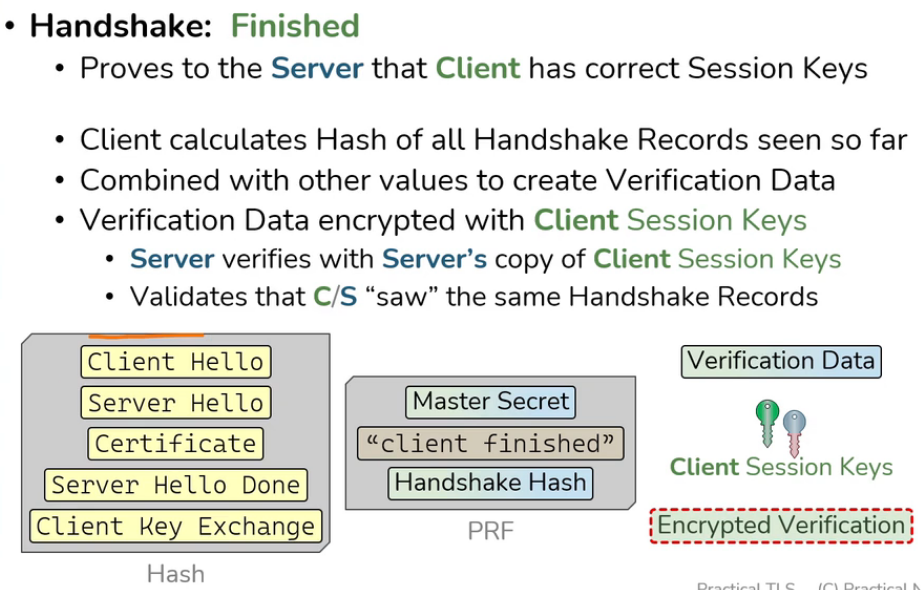 • Handshake: Finished
• Proves to the Server that Client has correct Session Keys
• Client calculates Hash of all Handshake Records seen so far
• Combined with other values to create Verification Data
• Verification Data encrypted with Client Session Keys
• Server verifies with Server’s copy of Client Session Keys
• Validates that C/S “saw” the same Handshake Records
Client Hello
Server Hello
Certificate
Server Hello Done
Client Key Exchange
Hash
Master Secret
“client finished”
Handshake Hash
PRF
Verification Data
Client Session Keys
Encrypted Verification
Practical TLS (C) Practical